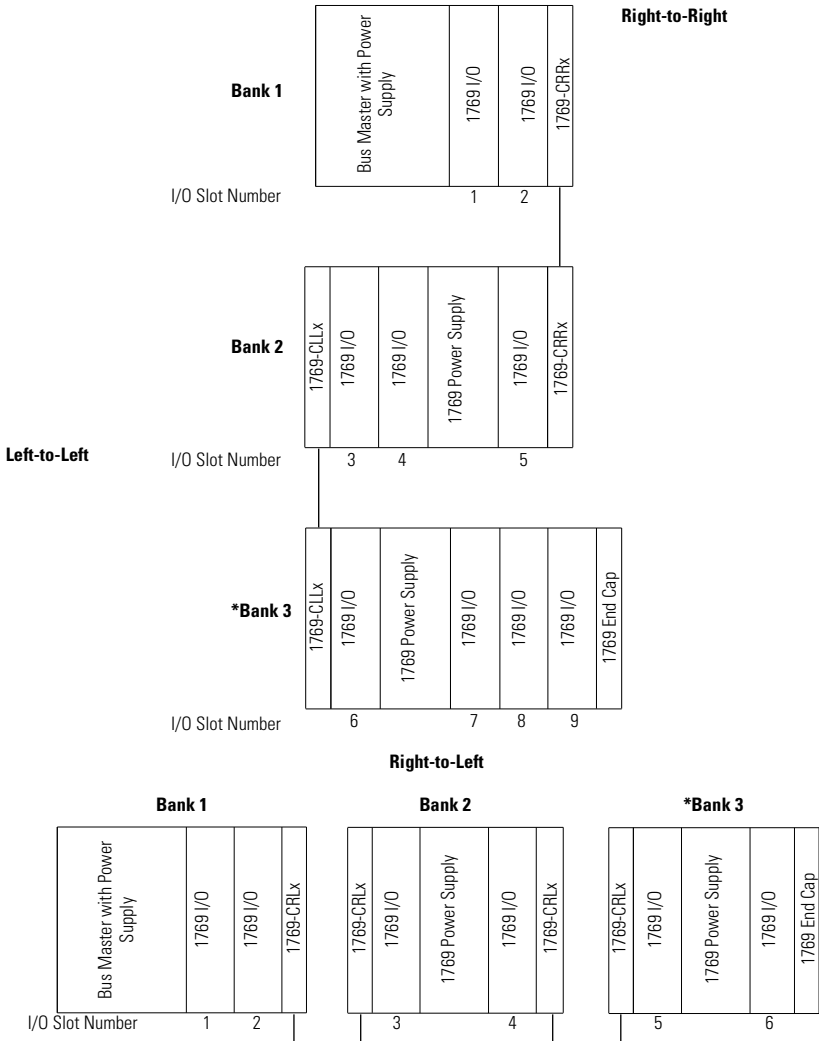 Right-to-Right
Bank 1
Bus Master with Power
Supply
1769 I/O
1769 I/O
1769-CRRx
I/O Slot Number
1
2
Bank 2
1769-CLLx
1769 I/O
1769 I/O
1769 Power Supply
1769 I/O
1769-CRRx
Left-to-Left
I/O Slot Number
3
4
5
*Bank 3
1769-CLLx
1769 I/O
1769 Power Supply
1769 I/O
1769 I/O
1769 I/O
1769 End Cap
I/O Slot Number
6
7
8
9
Right-to-Left
Bank 1
Bank 2
*Bank 3
Bus Master with Power
Supply
1769 I/O
1769 I/O
1769-CRLx
1769-CRLx
1769 I/O
1769 Power Supply
1769 I/O
1769-CRLx
1769-CRLx
1769 I/O
1769 Power Supply
1769 I/O
1769 End Cap
I/O Slot Number
1
2
3
4
5
6